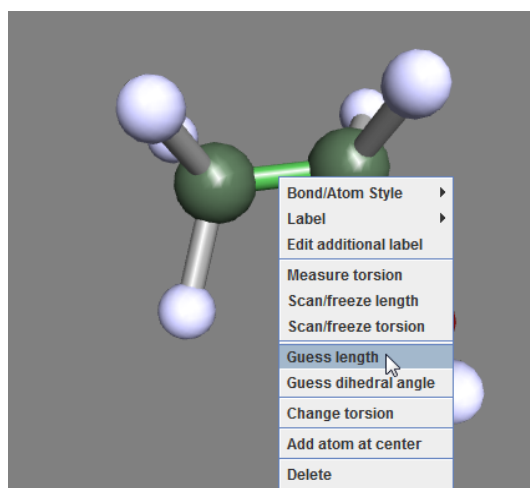 Bond/Atom Style
Label
Edit additional label
Measure torsion
Scan/freeze length
Scan/freeze torsion
Guess length
Guess dihedral angle
Change torsion
Add atom at center
Delete